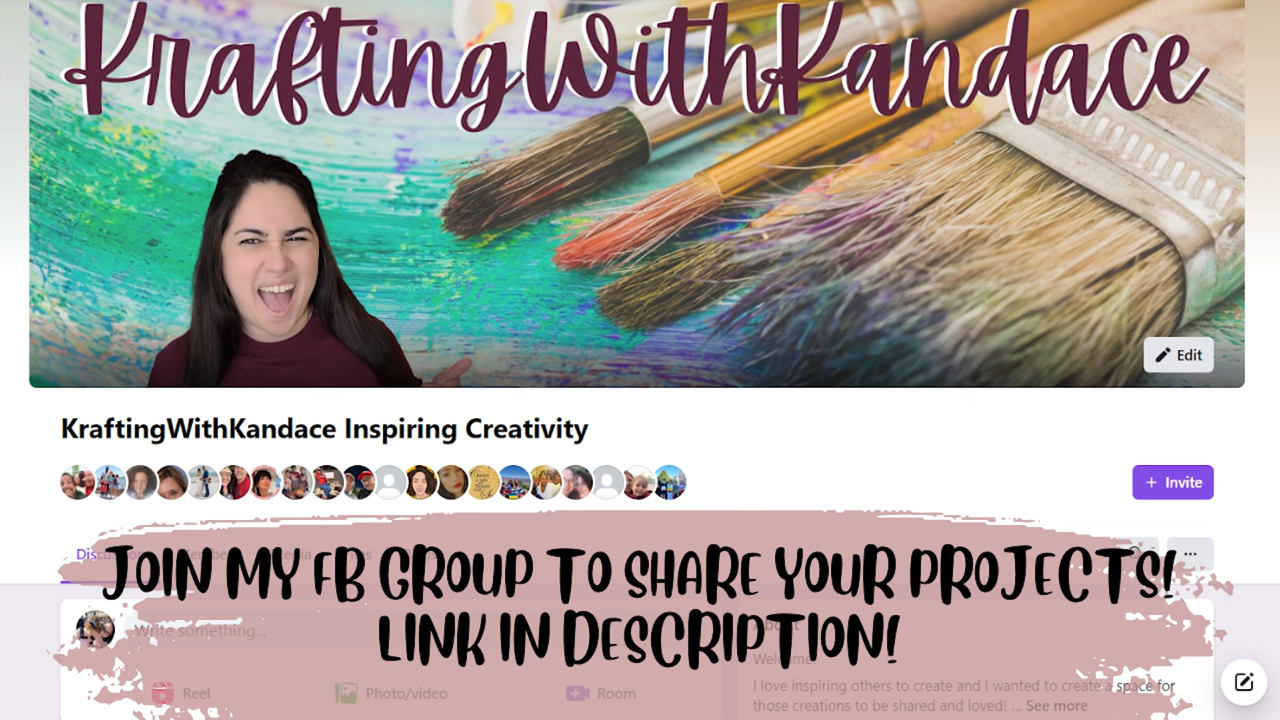 KraftingWithKandace
Edit
KraftingWithKandace Inspiring Creativity
+ Invite
JOIN MY FB GROUP TO SHARE YOUR PROJECTS!
LINK IN DESCRIPTION!
Write something...
Welcome!
Reel
Photo/video
Room
I love inspiring others to create and I wanted to create a space for
those creations to be shared and loved! ... See more